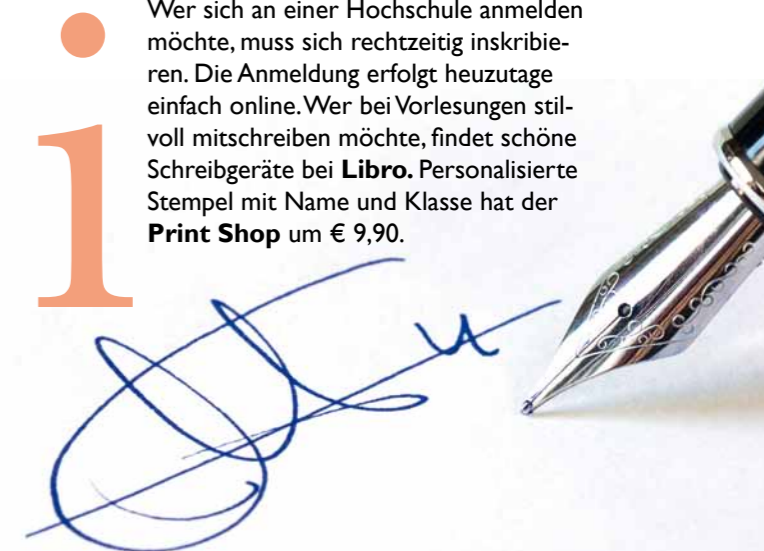 i
Wer sich an einer Hochschule anmelden
möchte, muss sich rechtzeitig inskribie-
ren. Die Anmeldung erfolgt heuzutage
einfach online. Wer bei Vorlesungen stil-
voll mitschreiben möchte, findet schöne
Schreibgeräte bei Libro. Personalisierte
Stempel mit Name und Klasse hat der
Print Shop um € 9,90.